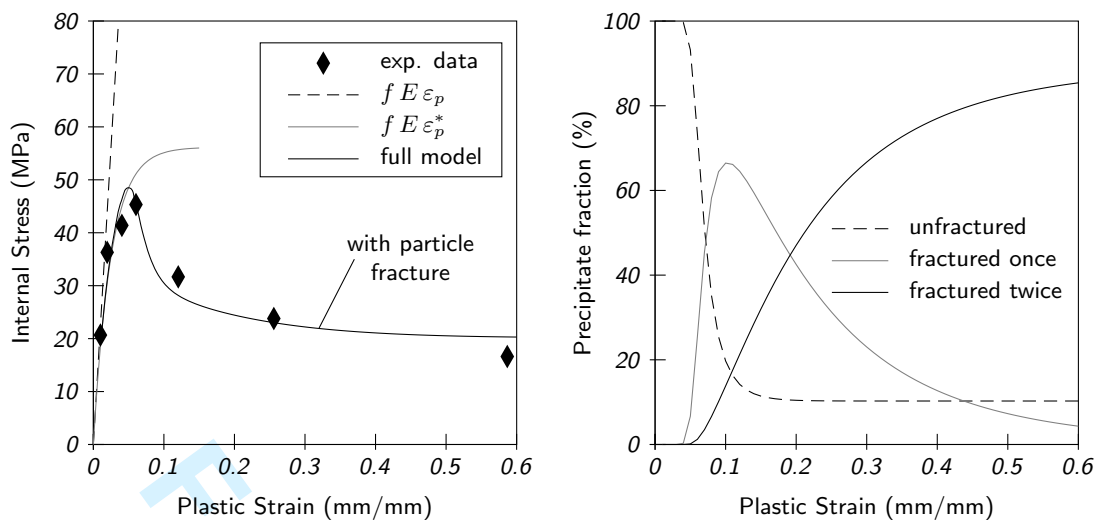 80
70
60
50
40
30
20
10
0
Internal Stress (MPa)
exp. data
f E εp
f E ε*p
full model
with particle
fracture
0 0.1 0.2 0.3 0.4 0.5 0.6
Plastic Strain (mm/mm)
100
80
60
40
20
0
Precipitate fraction (%)
unfractured
fractured once
fractured twice
0 0.1 0.2 0.3 0.4 0.5 0.6
Plastic Strain (mm/mm)
F